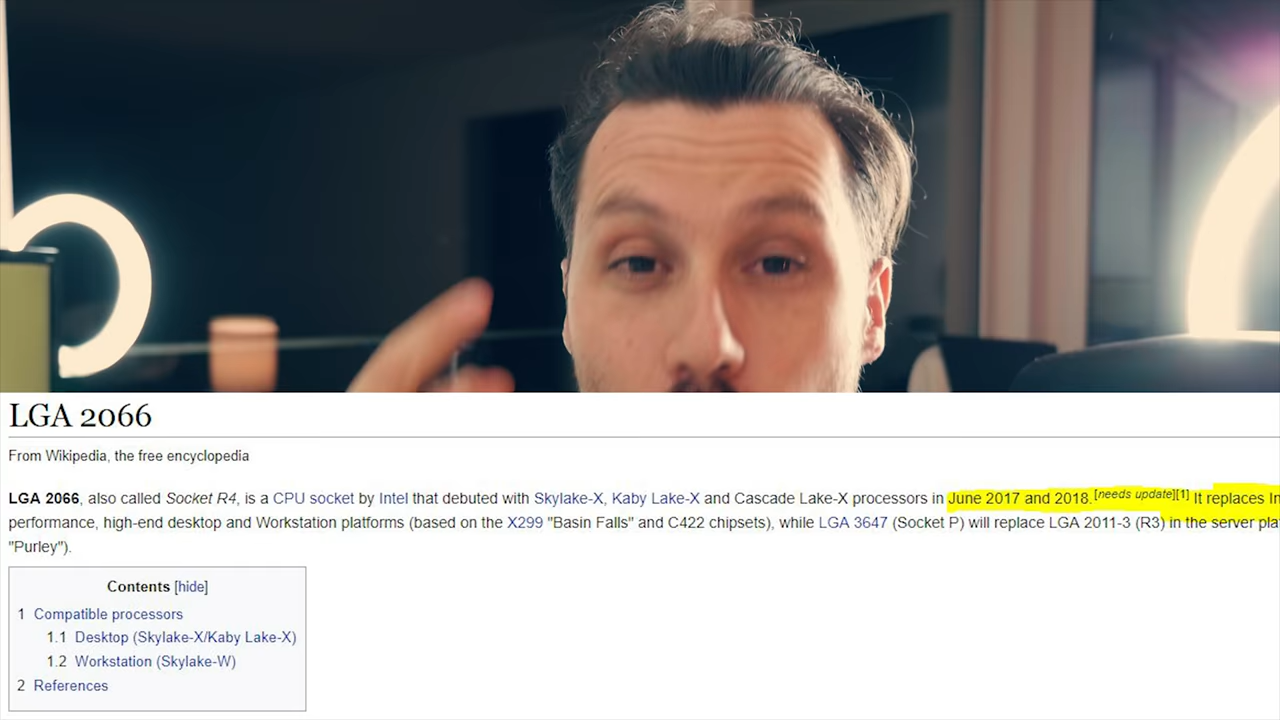 LGA 2066
From Wikipedia, the free encyclopedia
LGA 2066, also called Socket R4, is a CPU socket by Intel that debuted with Skylake-X, Kaby Lake-X and Cascade Lake-X processors in June 2017 and 2018.[needs update][1] It replaces In
performance, high-end desktop and Workstation platforms (based on the X299 "Basin Falls" and C422 chipsets), while LGA 3647 (Socket P) will replace LGA 2011-3 (R3) in the server pla
"Purley").
Contents [hide]
1 Compatible processors
1.1 Desktop (Skylake-X/Kaby Lake-X)
1.2 Workstation (Skylake-W)
2 References